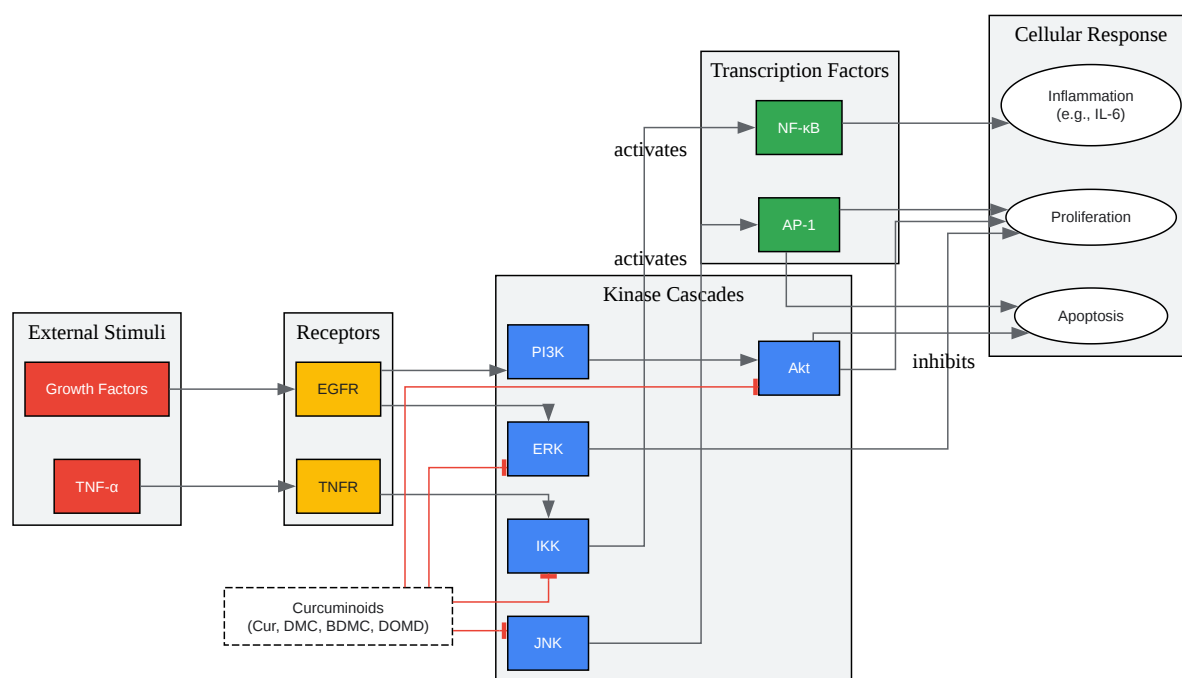 Cellular Response
Transcription Factors
Inflammation
(e.g., IL-6)
NF-κB
activates
AP-1
Proliferation
activates
Kinase Cascades
Apoptosis
External Stimuli
Receptors
PI3K
Akt
inhibits
Growth Factors
EGFR
ERK
TNF-α
TNFR
IKK
Curcuminoids
(Cur, DMC, BDMC, DOMD)
JNK